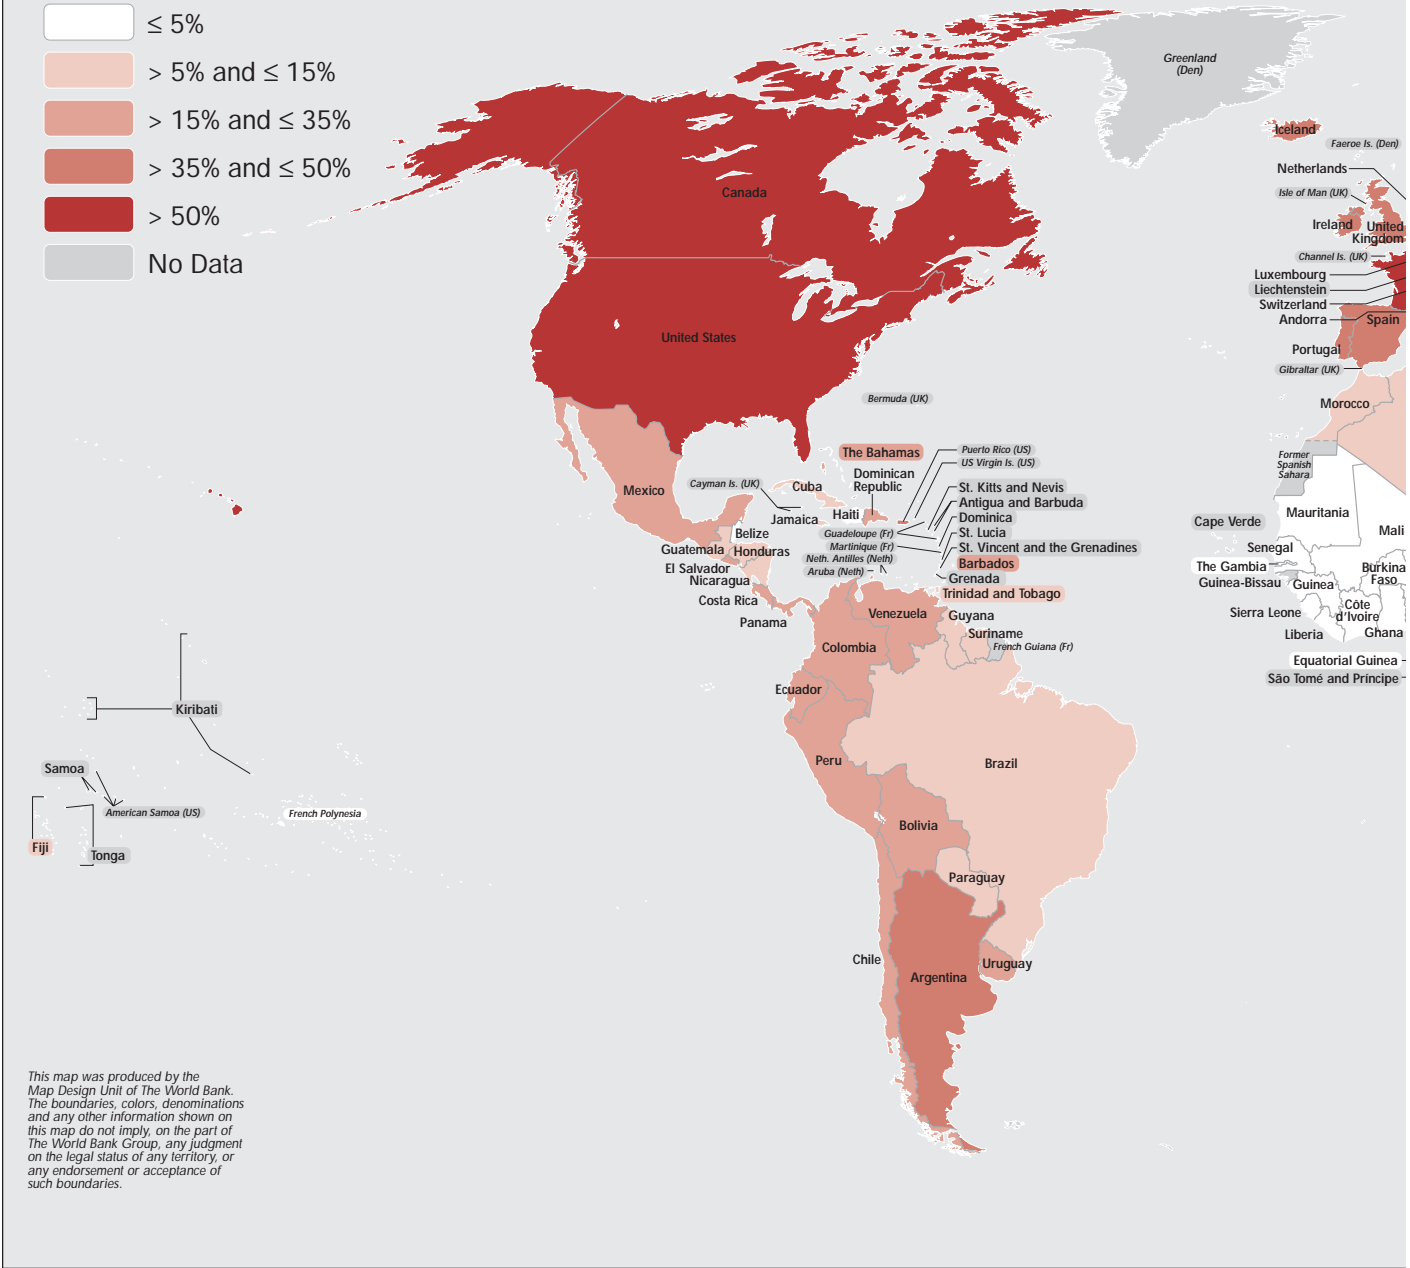 ≤ 5%
> 5% and ≤ 15%
> 15% and ≤ 35%
> 35% and ≤ 50%
> 50%
No Data
Greenland
(Den)
Iceland
Faeroe Is. (Den)
Netherlands
Isle of Man (UK)
Ireland
United
Kingdom
Channel Is. (UK)
Luxembourg
Liechtenstein
Switzerland
Andorra
Spain
Portugal
Gibraltar (UK)
Morocco
Former
Spanish
Sahara
Mauritania
Mali
Cape Verde
Senegal
The Gambia
Guinea-Bissau
Guinea
Burkina
Faso
Sierra Leone
Côte
d'Ivoire
Liberia
Ghana
Equatorial Guinea
São Tomé and Príncipe
Canada
United States
Bermuda (UK)
Mexico
The Bahamas
Cayman Is. (UK)
Cuba
Dominican
Republic
Puerto Rico (US)
US Virgin Is. (US)
St. Kitts and Nevis
Antigua and Barbuda
Dominica
St. Lucia
St. Vincent and the Grenadines
Barbados
Grenada
Trinidad and Tobago
Haiti
Jamaica
Guadeloupe (Fr)
Martinique (Fr)
Neth. Antilles (Neth)
Aruba (Neth)
Belize
Guatemala
Honduras
El Salvador
Nicaragua
Costa Rica
Panama
Venezuela
Guyana
Suriname
French Guiana (Fr)
Colombia
Ecuador
Peru
Brazil
Bolivia
Paraguay
Chile
Argentina
Uruguay
Kiribati
Samoa
American Samoa (US)
French Polynesia
Fiji
Tonga
This map was produced by the
Map Design Unit of The World Bank.
The boundaries, colors, denominations
and any other information shown on
this map do not imply, on the part of
The World Bank Group, any judgment
on the legal status of any territory, or
any endorsement or acceptance of
such boundaries.